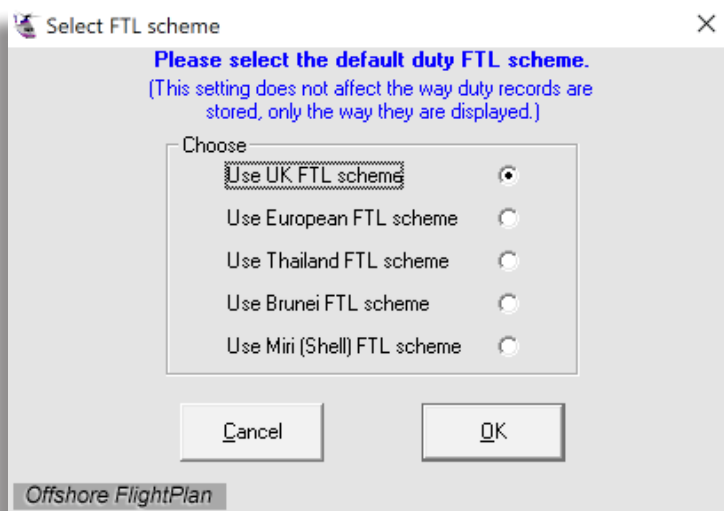 Select FTL scheme
Please select the default duty FTL scheme.
(This setting does not affect the way duty records are
stored, only the way they are displayed.)
Choose
Use UK FTL scheme
Use European FTL scheme
Use Thailand FTL scheme
Use Brunei FTL scheme
Use Miri (Shell) FTL scheme
Cancel
OK
Offshore FlightPlan